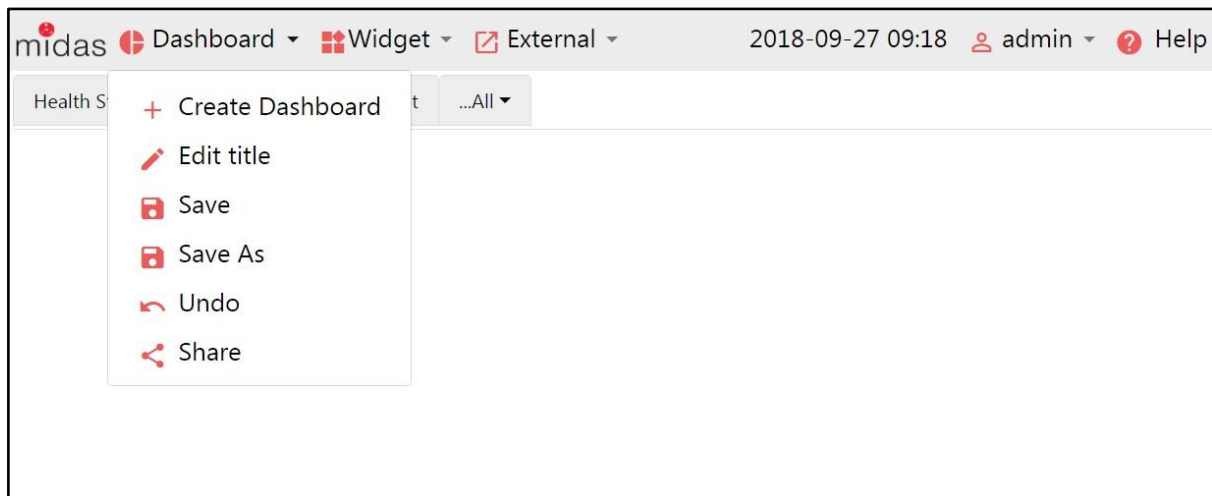 midas Dashboard Widget External 2018-09-27 09:18 admin Help
Health ...All
Create Dashboard
Edit title
Save
Save As
Undo
Share